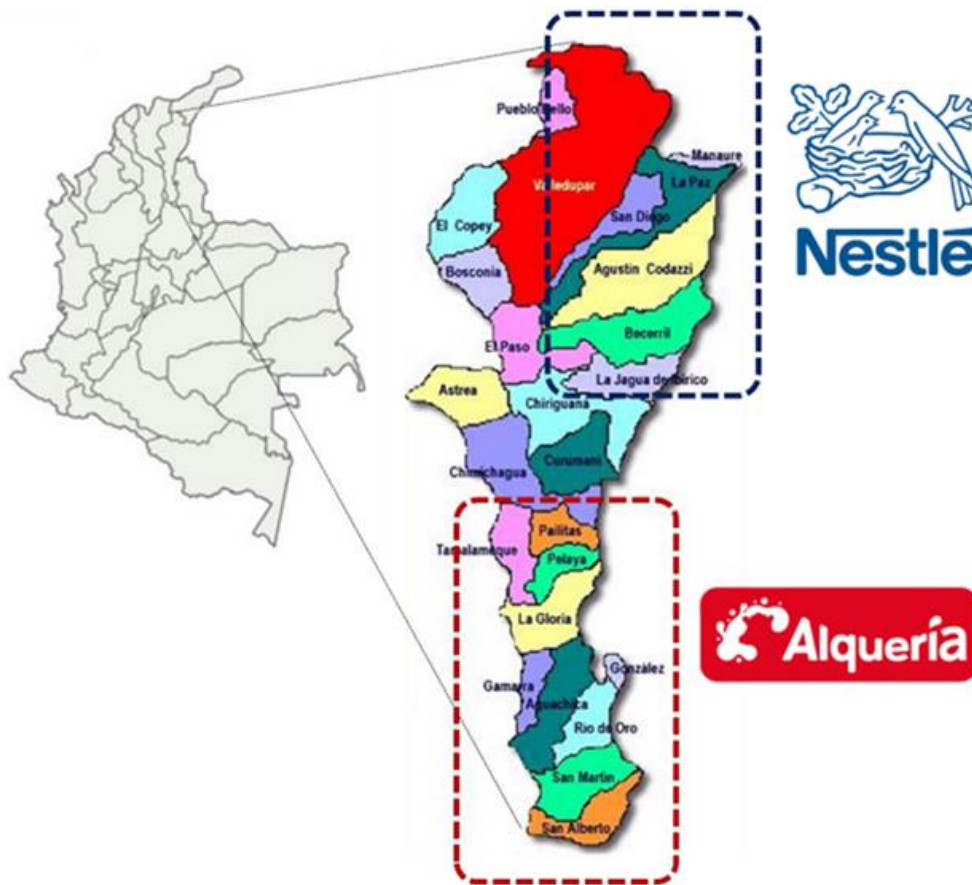 Pueblo Bello
Manaure
Valledupar
La Paz
San Diego
El Copey
Bosconia
Agustin Codazzi
Nestle
Becerril
El Paso
La Jagua de Ibirico
Astrea
Chiriguana
Curumani
Chimichagua
Pailitas
Tamalameque
Pelaya
La Gloria
Alquería
González
Gamarra
Aguachica
Rio de Oro
San Martin
San Alberto